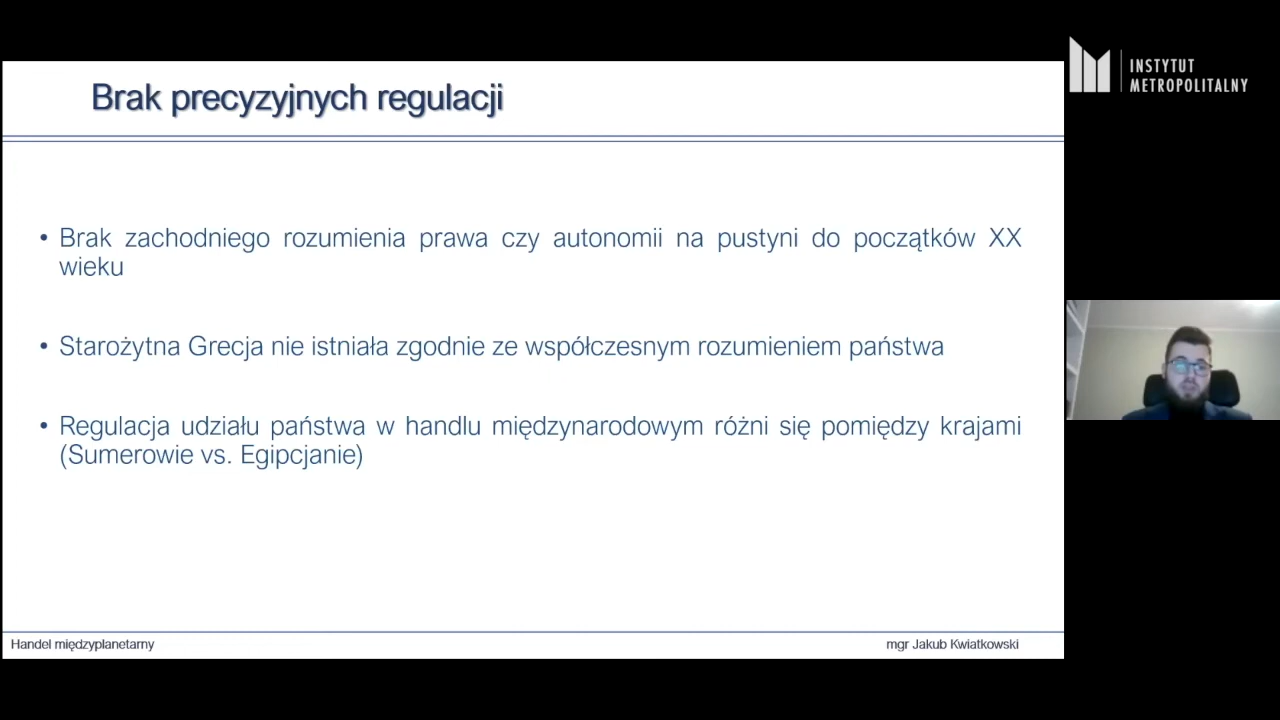 Brak precyzyjnych regulacji
INSTYTUT
METROPOLITALNY
• Brak zachodniego rozumienia prawa czy autonomii na pustyni do początków XX
wieku
• Starożytna Grecja nie istniała zgodnie ze współczesnym rozumieniem państwa
• Regulacja udziału państwa w handlu międzynarodowym różni się pomiędzy krajami
(Sumerowie vs. Egipcjanie)
Handel międzyplanetarny
mgr Jakub Kwiatkowski